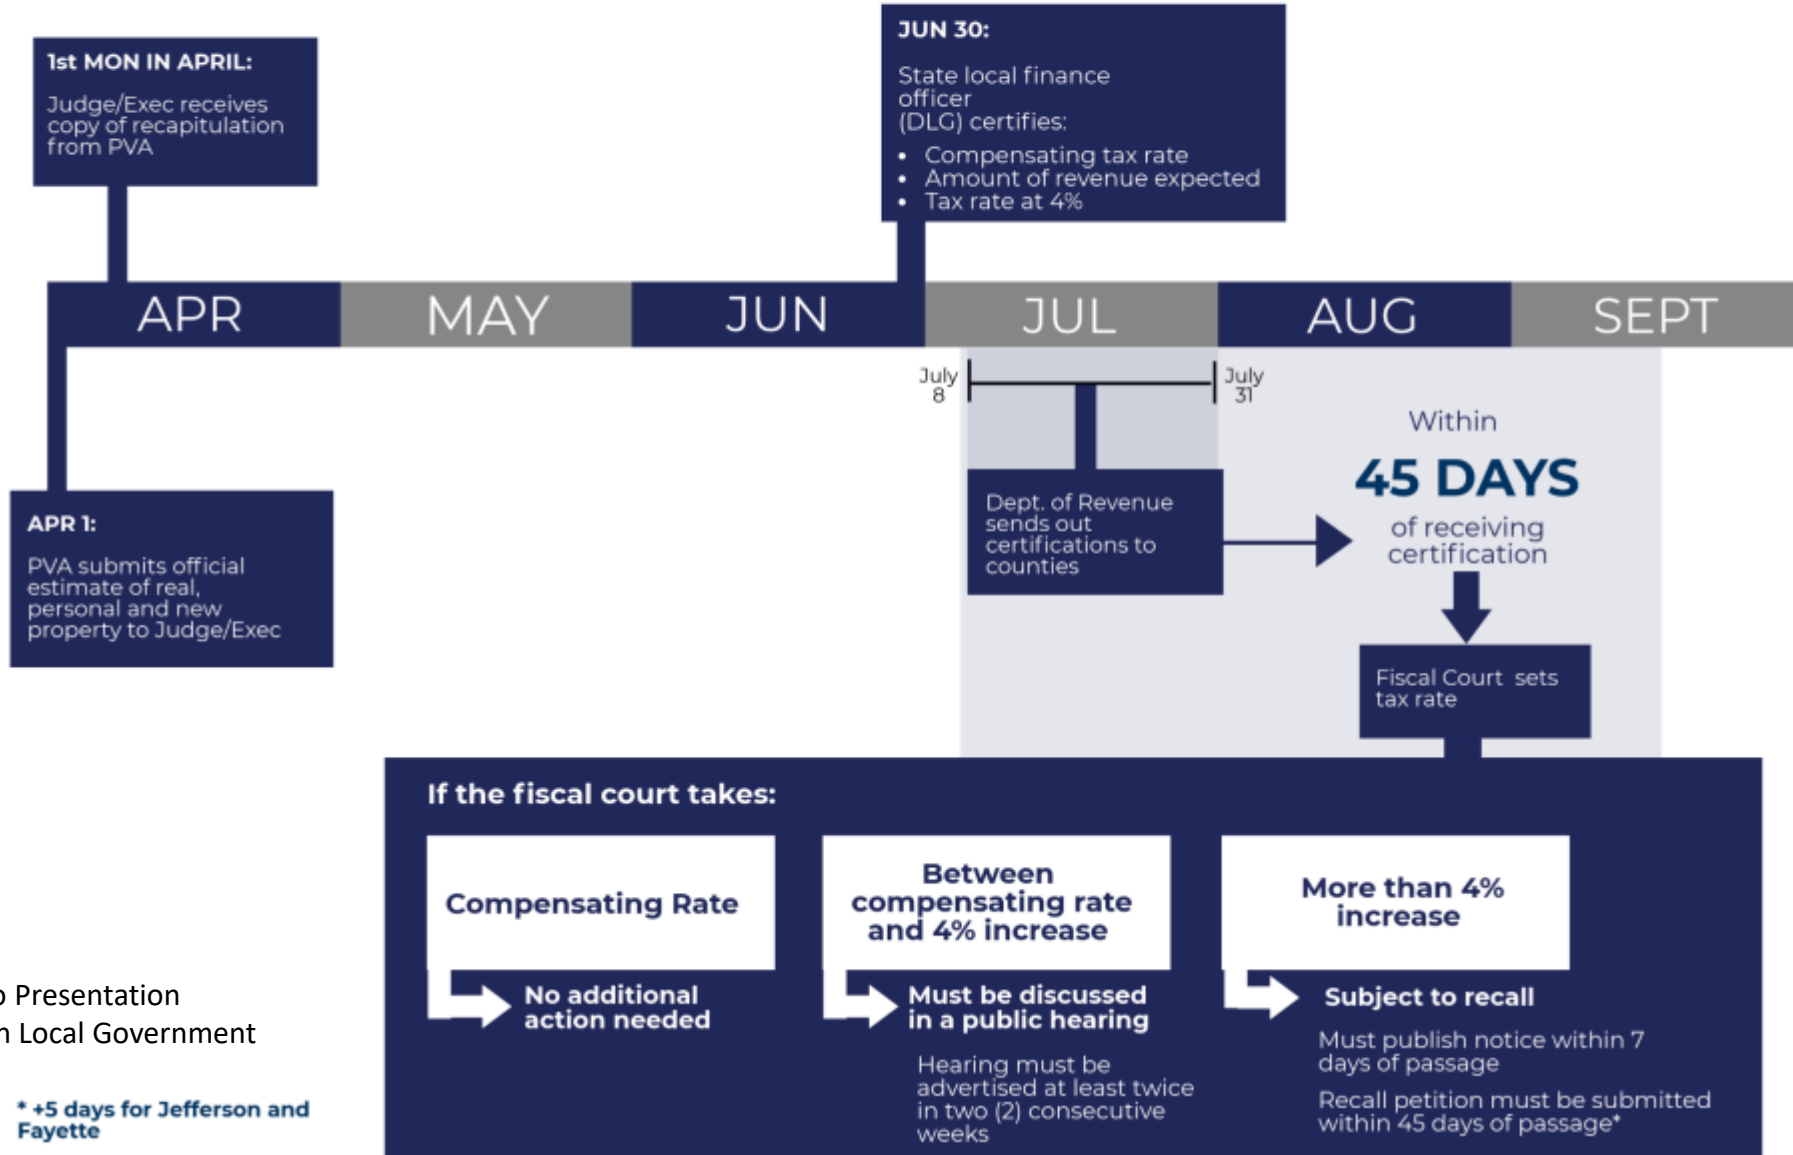 1st MON IN APRIL:
Judge/Exec receives
copy of recapitulation
from PVA
JUN 30:
State local finance
officer
(DLG) certifies:
• Compensating tax rate
• Amount of revenue expected
• Tax rate at 4%
APR
MAY
JUN
JUL
AUG
SEPT
APR 1:
PVA submits official
estimate of real,
personal and new
property to Judge/Exec
July
8
July
31
Dept. of Revenue
sends out
certifications to
counties
Within
45 DAYS
of receiving
certification
Fiscal Court sets
tax rate
If the fiscal court takes:
Compensating Rate
No additional
action needed
Between
compensating rate
and 4% increase
Must be discussed
in a public hearing
Hearing must be
advertised at least twice
in two (2) consecutive
weeks
More than 4%
increase
Subject to recall
Must publish notice within 7
days of passage
Recall petition must be submitted
within 45 days of passage*
Presentation
Local Government
* +5 days for Jefferson and
Fayette